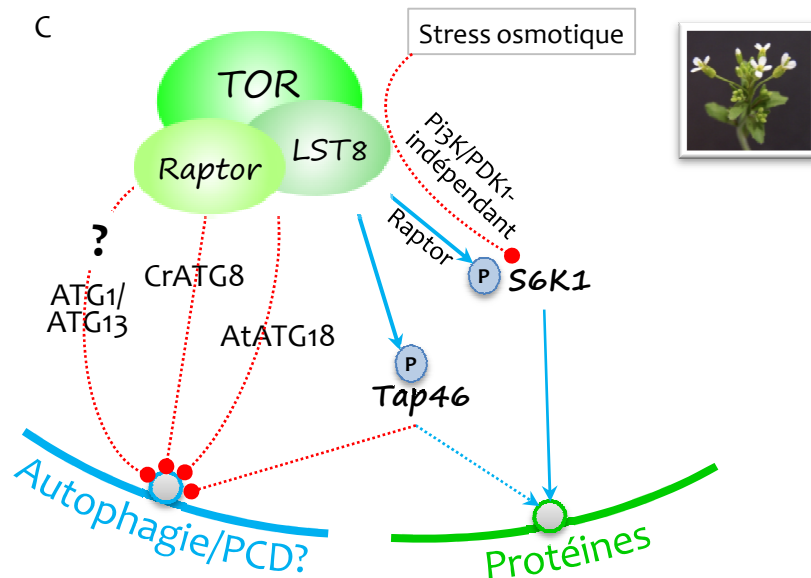 C
Stress osmotique
TOR
Raptor
LST8
Pi3K/PDK1-
indépendant
Raptor
?
ATG1/
ATG13
CrATG8
AtATG18
P
S6K1
P
Tap46
Autophagie/PCD?
Protéines